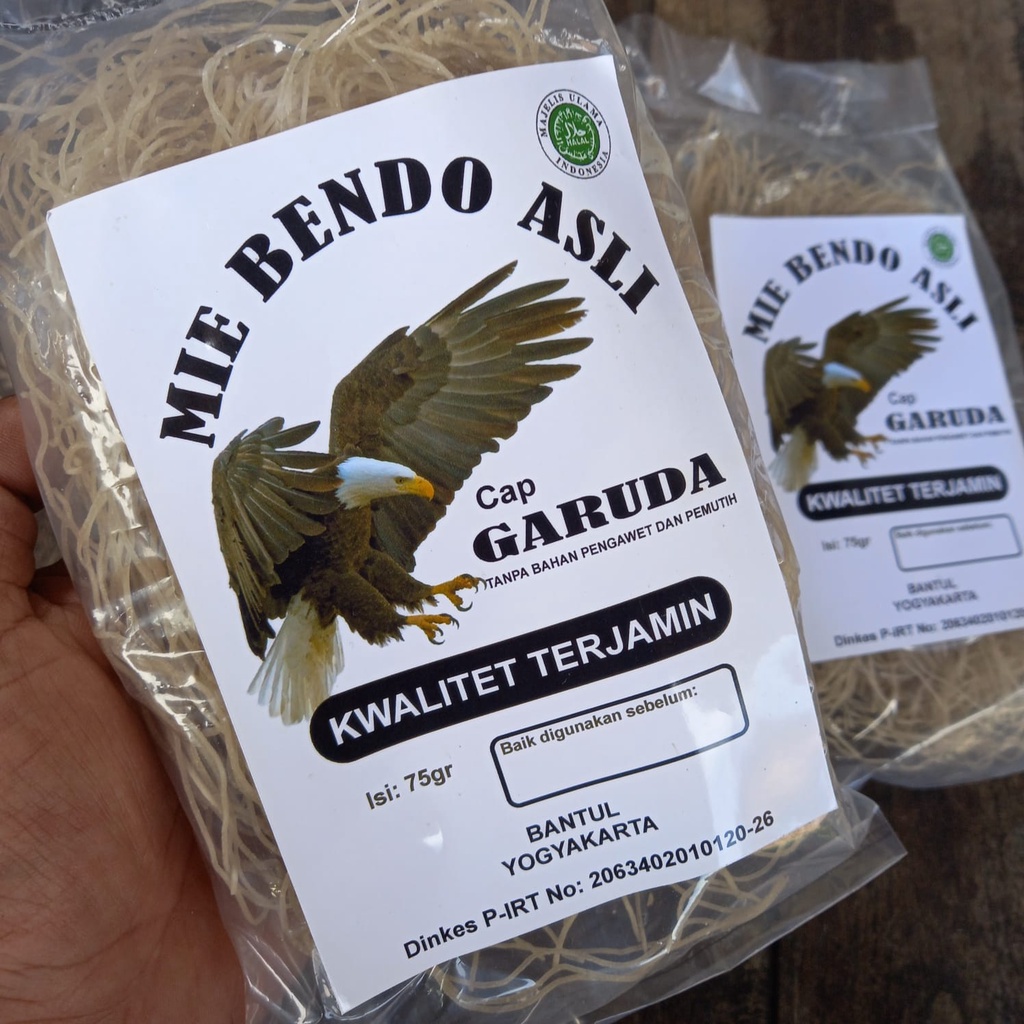 MAJELIS ULAMA
حلال
HALAL
INDONESIA
MIE BENDO ASLI
Cap
GARUDA
TANPA BAHAN PENGAWET DAN PEMUTIH
KWALITET TERJAMIN
Isi: 75gr
Baik digunakan sebelum:
BANTUL
YOGYAKARTA
Dinkes P-IRT No: 2063402010120-26
MIE BENDO ASLI
Cap
GARUDA
KWALITET TERJAMIN
Isi: 75gr
Baik digunakan sebelum:
BANTUL
YOGYAKARTA
Dinkes P-IRT No: